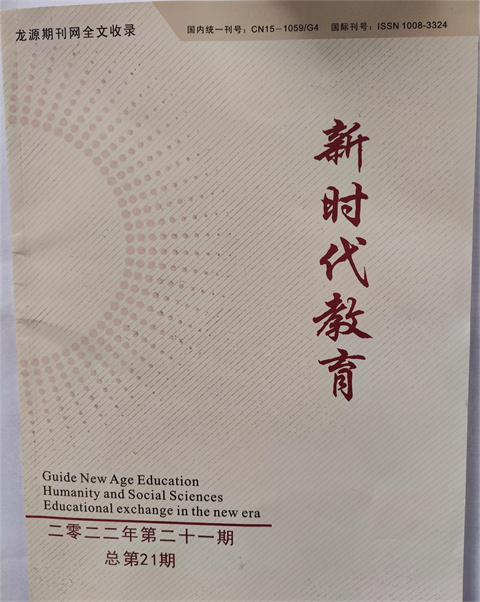 龙源期刊网全文收录
国内统一刊号：CN15－1059/G4 国际刊号：ISSN 1008-3324
新时代教育
Guide New Age Education
Humanity and Social Sciences
Educational exchange in the new era
二零二二年第二十一期
总第21期